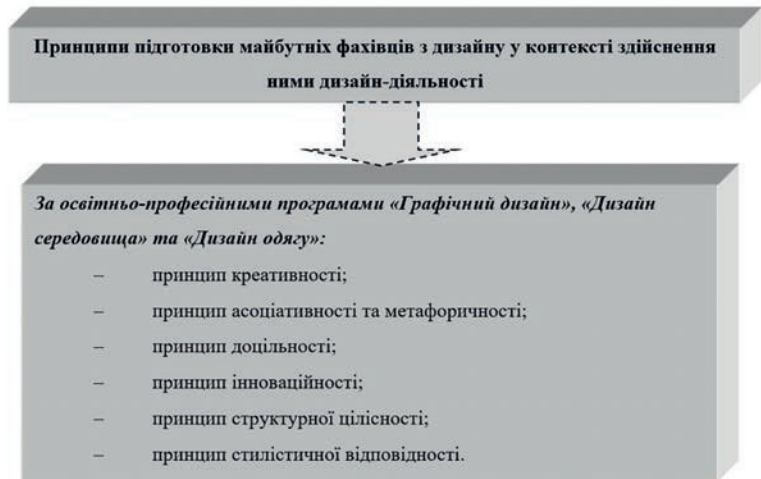 Принципи підготовки майбутніх фахівців з дизайну у контексті здійснення
ними дизайн-діяльності
За освітньо-професійними програмами «Графічний дизайн», «Дизайн
середовища» та «Дизайн одягу»:
– принцип креативності;
– принцип асоціативності та метафоричності;
– принцип доцільності;
– принцип інноваційності;
– принцип структурної цілісності;
– принцип стилістичної відповідності.